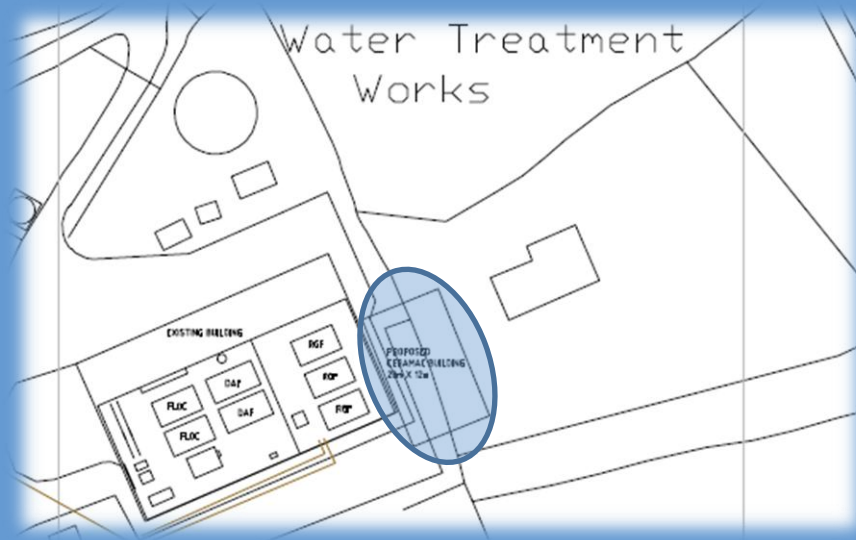 Water Treatment
Works
EXISTING BUILDING
RGF
RGF
RGF
DAF
DAF
FLOC
FLOC
PROPOSED
CERAMAC BUILDING